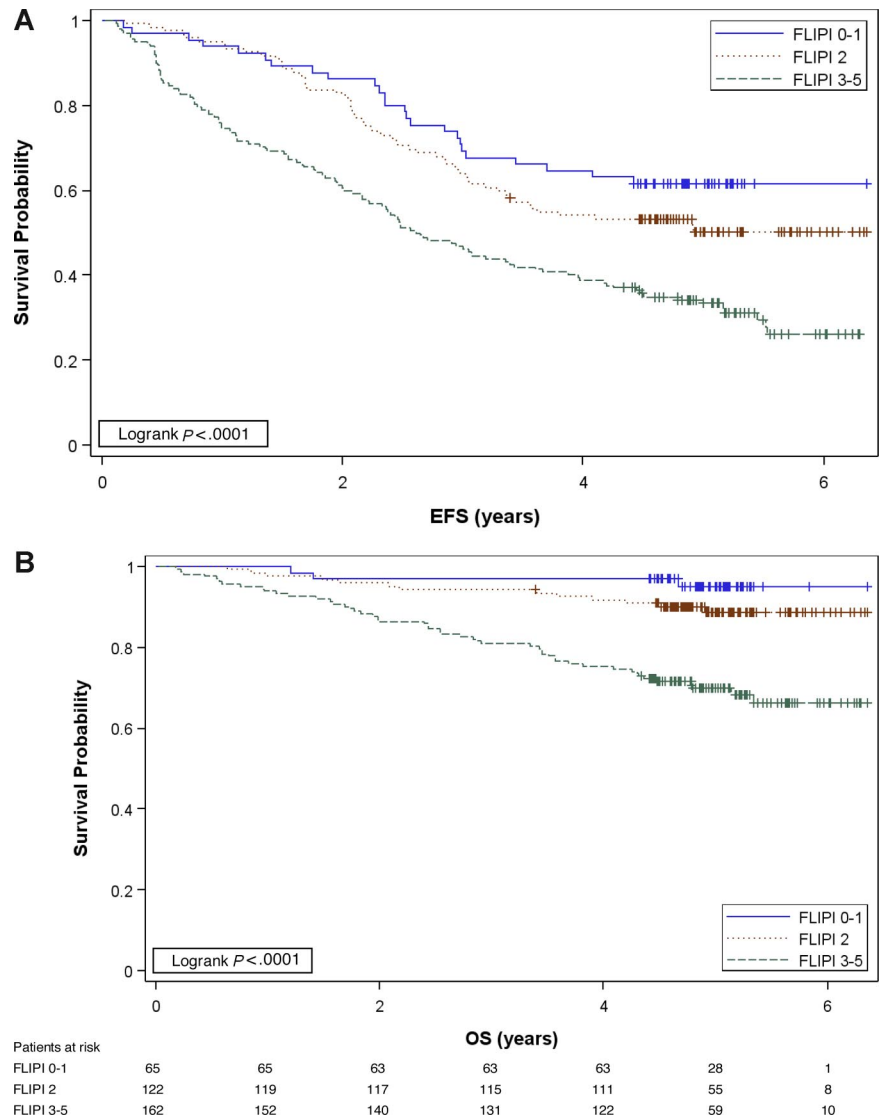 A
1
0.8
0.6
0.4
0.2
0
Survival Probability
FLIPI 0-1
FLIPI 2
FLIPI 3-5
Logrank P<.0001
0 2 4 6
EFS (years)
B
1
0.8
0.6
0.4
0.2
0
Survival Probability
FLIPI 0-1
FLIPI 2
FLIPI 3-5
Logrank P<.0001
0 2 4 6
OS (years)
Patients at risk
FLIPI 0-1 65 65 63 63 63 28 1
FLIPI 2 122 119 117 115 111 55 8
FLIPI 3-5 162 152 140 131 122 59 10